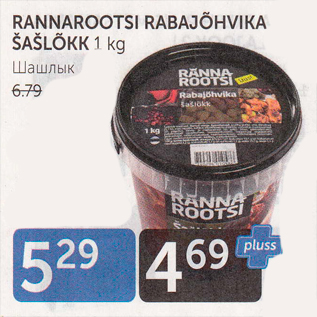 RANNAROOTSI RABAJÕHVIKA
ŠAŠLÕKK 1 kg
Шашлык
6.79
RANNA
ROOTSI
Rabajõhvika
šašlõkk
1 kg
RANNA
ROOTSI
5 29
4 69
pluss